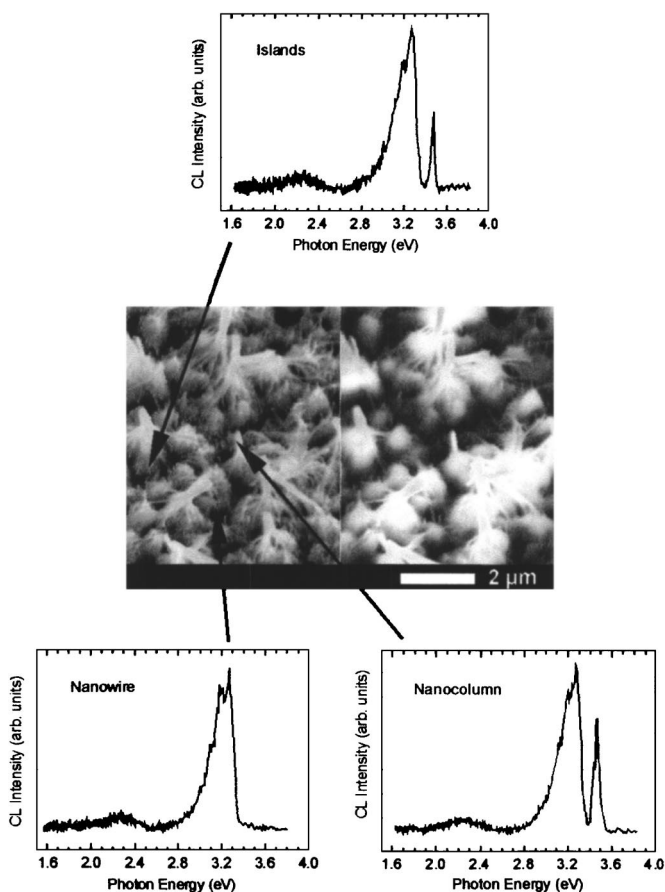 Islands
CL Intensity (arb. units)
1.6 2.0 2.4 2.8 3.2 3.6 4.0
Photon Energy (eV)
2 μm
Nanowire
CL Intensity (arb. units)
1.6 2.0 2.4 2.8 3.2 3.6 4.0
Photon Energy (eV)
Nanocolumn
CL Intensity (arb. units)
1.6 2.0 2.4 2.8 3.2 3.6 4.0
Photon Energy (eV)